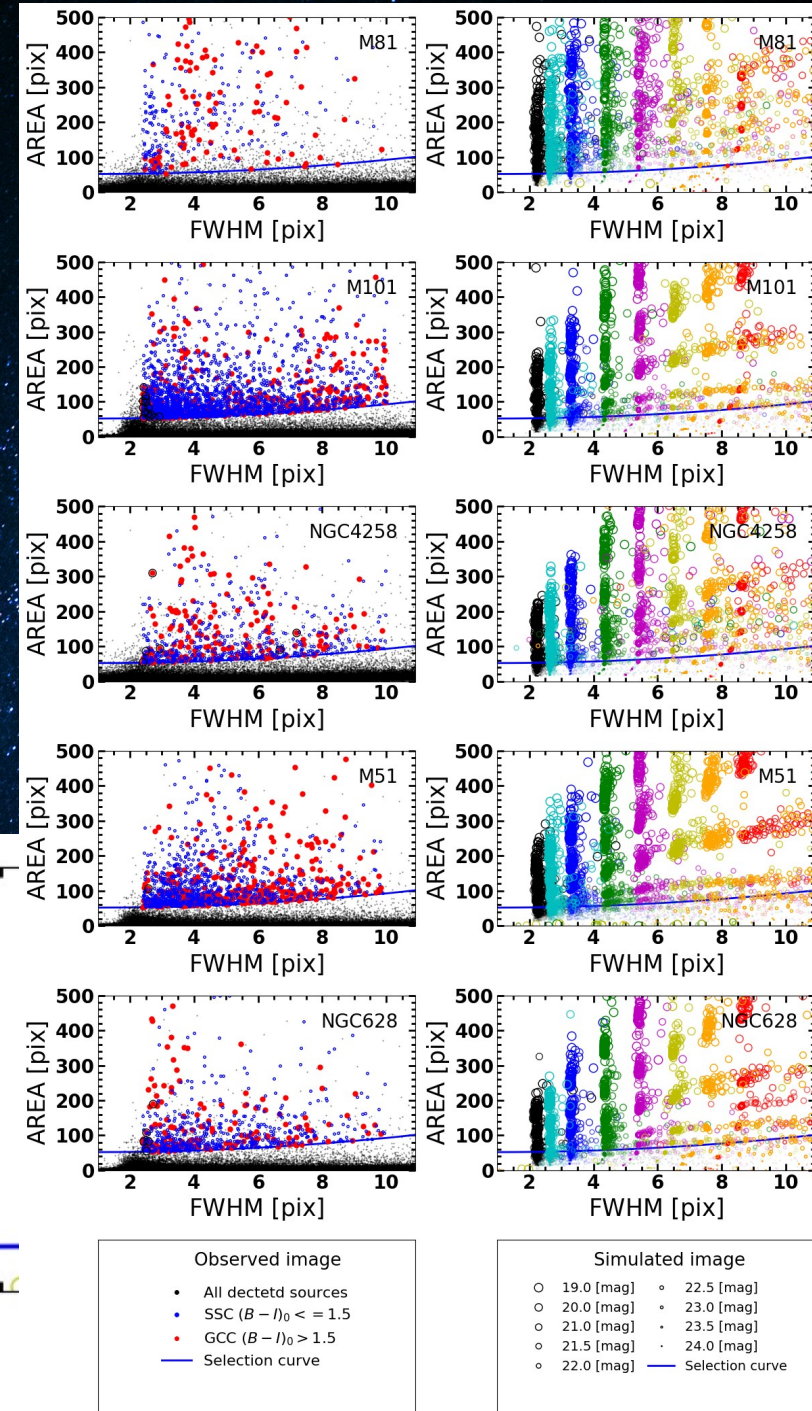 500
400
300
200
100
0
AREA [pix]
M81
2 4 6 8 10
FWHM [pix]
500
400
300
200
100
0
AREA [pix]
M81
2 4 6 8 10
FWHM [pix]
500
400
300
200
100
0
AREA [pix]
M101
2 4 6 8 10
FWHM [pix]
500
400
300
200
100
0
AREA [pix]
M101
2 4 6 8 10
FWHM [pix]
500
400
300
200
100
0
AREA [pix]
NGC4258
2 4 6 8 10
FWHM [pix]
500
400
300
200
100
0
AREA [pix]
NGC4258
2 4 6 8 10
FWHM [pix]
500
400
300
200
100
0
AREA [pix]
M51
2 4 6 8 10
FWHM [pix]
500
400
300
200
100
0
AREA [pix]
M51
2 4 6 8 10
FWHM [pix]
500
400
300
200
100
0
AREA [pix]
NGC628
2 4 6 8 10
FWHM [pix]
500
400
300
200
100
0
AREA [pix]
NGC628
2 4 6 8 10
FWHM [pix]
Observed image
All dectetd sources
SSC (B − I)₀ <= 1.5
GCC (B − I)₀ > 1.5
Selection curve
Simulated image
19.0 [mag] 22.5 [mag]
20.0 [mag] 23.0 [mag]
21.0 [mag] 23.5 [mag]
21.5 [mag] 24.0 [mag]
22.0 [mag] Selection curve